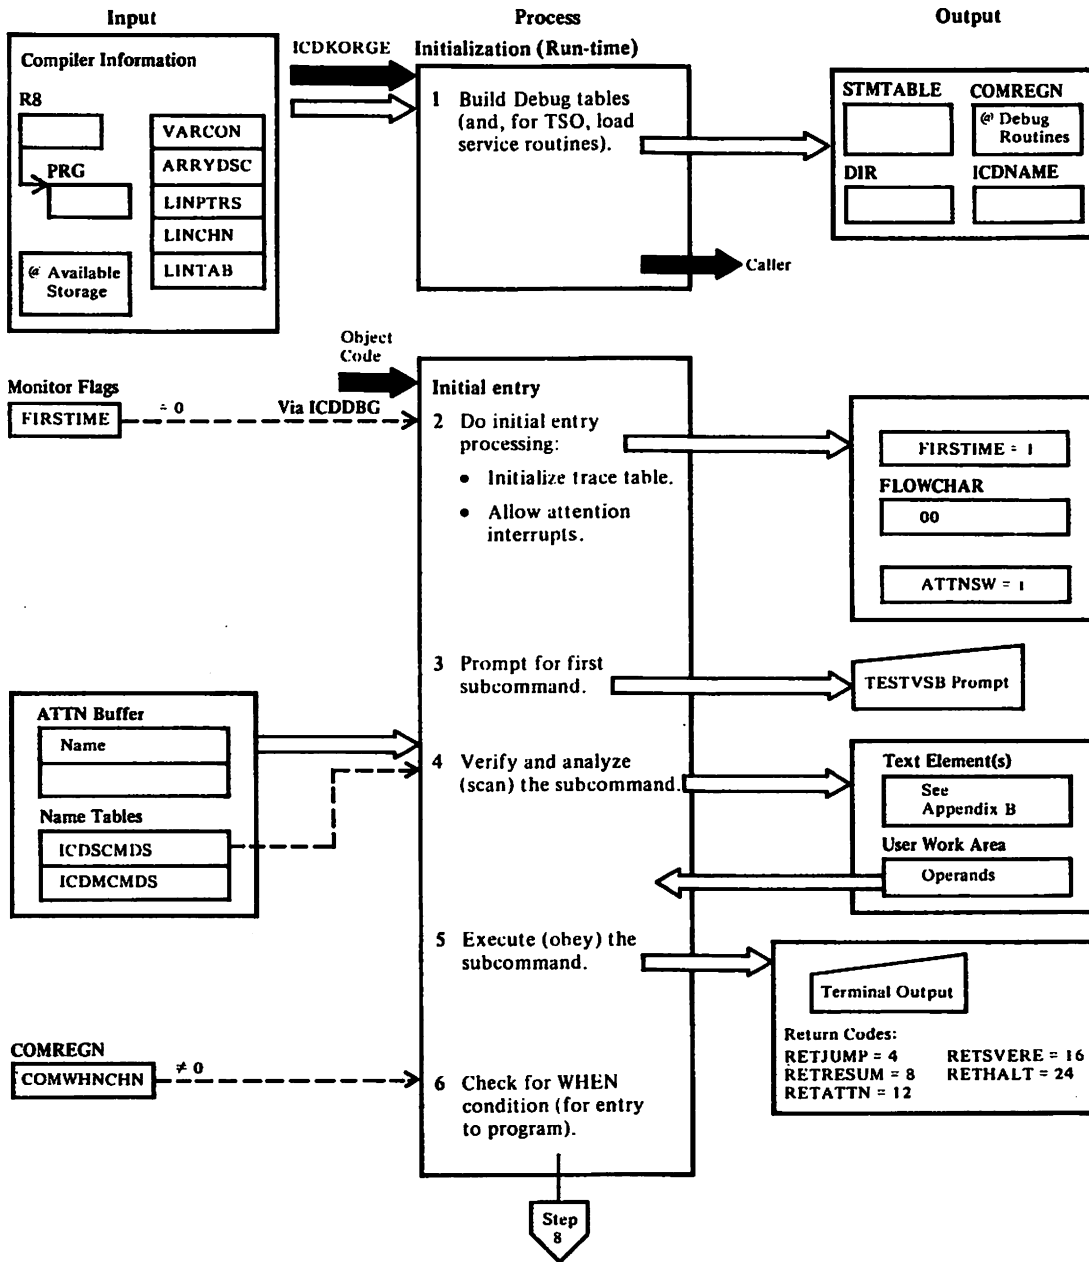 Input
Process
Output
Compiler Information
R8
PRG
@ Available
Storage
VARCON
ARRYDSC
LINPTRS
LINCHN
LINTAB
ICDKORGE
Initialization (Run-time)
1 Build Debug tables
(and, for TSO, load
service routines).
STMTABLE
COMREGN
@ Debug
Routines
DIR
ICDNAME
Caller
Object
Code
Monitor Flags
FIRSTIME
= 0
Via ICDDBG
Initial entry
2 Do initial entry
processing:
• Initialize trace table.
• Allow attention
interrupts.
FIRSTIME = 1
FLOWCHAR
00
ATTNSW = 1
3 Prompt for first
subcommand.
TESTVSB Prompt
ATTN Buffer
Name
Name Tables
ICDSCMDS
ICDMCMDS
4 Verify and analyze
(scan) the subcommand.
Text Element(s)
See
Appendix B
User Work Area
Operands
5 Execute (obey) the
subcommand.
Terminal Output
Return Codes:
RETJUMP = 4 RETSVERE = 16
RETRESUM = 8 RETHALT = 24
RETATTN = 12
COMREGN
COMWHNCHN
≠ 0
6 Check for WHEN
condition (for entry
to program).
Step
8